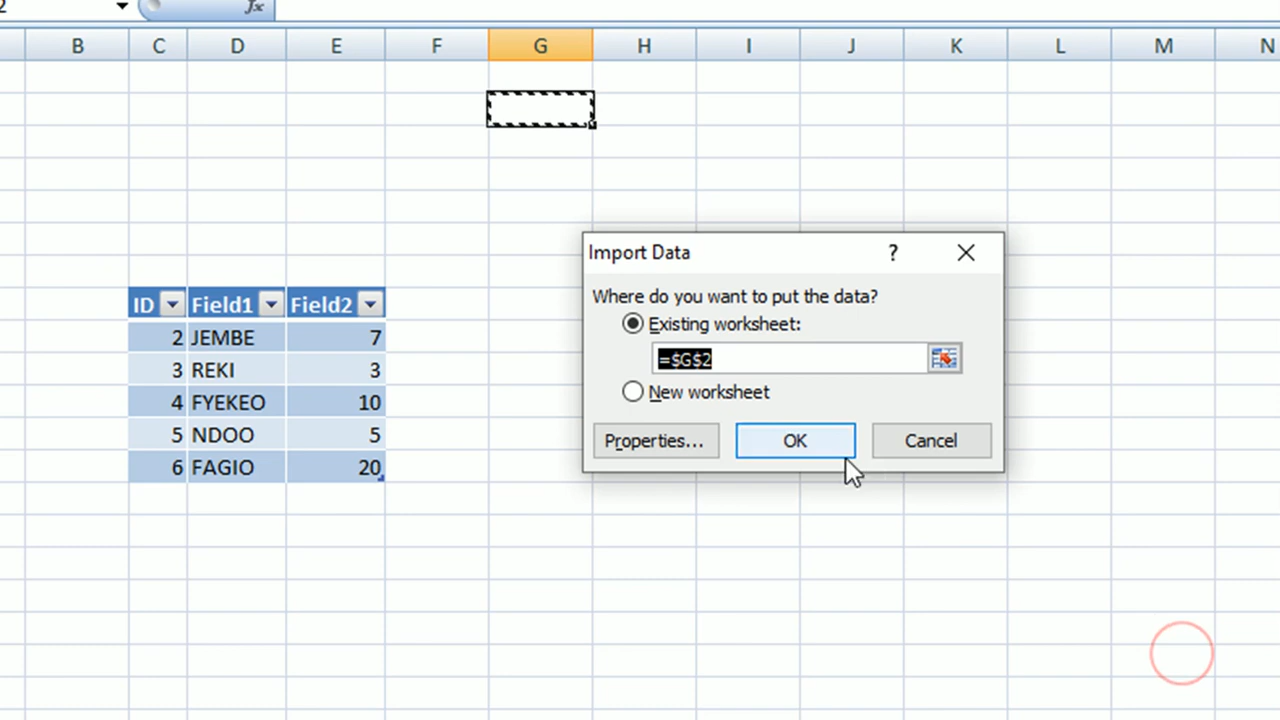 2 fx
B C D E F G H I J K L M N
Import Data ?
Where do you want to put the data?
Existing worksheet:
=$G$2
New worksheet
Properties... OK Cancel
ID Field1 Field2
2 JEMBE 7
3 REKI 3
4 FYEKEO 10
5 NDOO 5
6 FAGIO 20